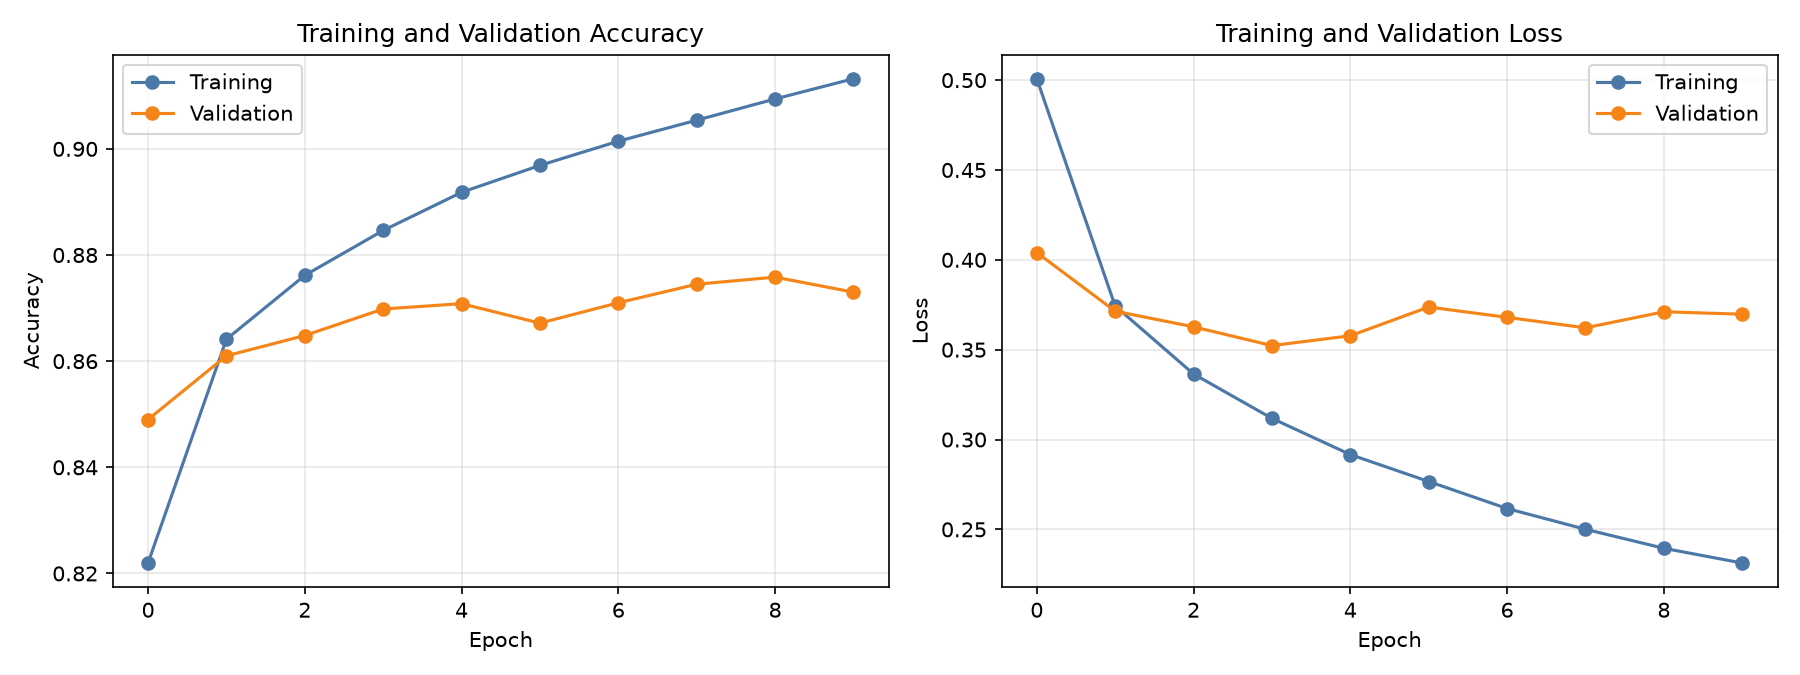 Training and Validation Accuracy
Training
Validation
0.90
0.88
0.86
0.84
0.82
Accuracy
0 2 4 6 8
Epoch
Training and Validation Loss
Training
Validation
0.50
0.45
0.40
0.35
0.30
0.25
Loss
0 2 4 6 8
Epoch